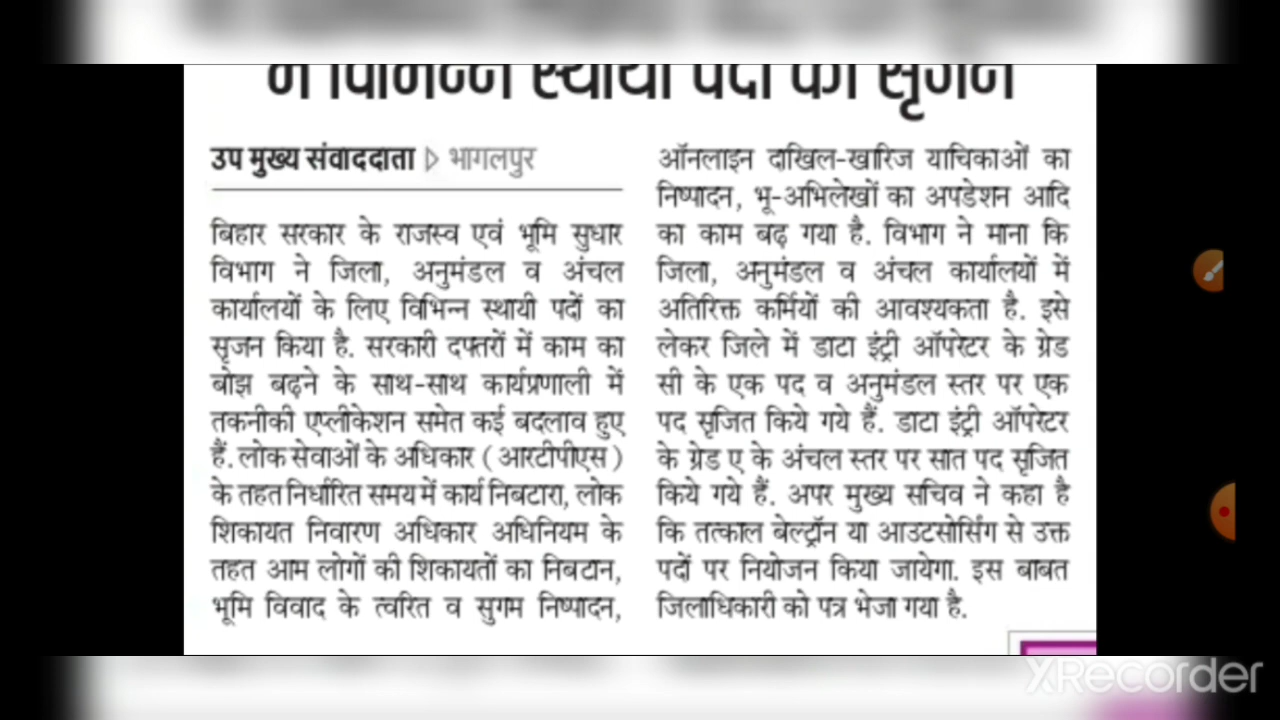 में विभिन्न स्थायी पदों का सृजन
उप मुख्य संवाददाता ▷ भागलपुर
बिहार सरकार के राजस्व एवं भूमि सुधार
विभाग ने जिला, अनुमंडल व अंचल
कार्यालयों के लिए विभिन्न स्थायी पदों का
सृजन किया है. सरकारी दफ्तरों में काम का
बोझ बढ़ने के साथ-साथ कार्यप्रणाली में
तकनीकी एप्लीकेशन समेत कई बदलाव हुए
हैं. लोक सेवाओं के अधिकार ( आरटीपीएस )
के तहत निर्धारित समय में कार्य निबटारा, लोक
शिकायत निवारण अधिकार अधिनियम के
तहत आम लोगों की शिकायतों का निबटान,
भूमि विवाद के त्वरित व सुगम निष्पादन,
ऑनलाइन दाखिल-खारिज याचिकाओं का
निष्पादन, भू-अभिलेखों का अपडेशन आदि
का काम बढ़ गया है. विभाग ने माना कि
जिला, अनुमंडल व अंचल कार्यालयों में
अतिरिक्त कर्मियों की आवश्यकता है. इसे
लेकर जिले में डाटा इंट्री ऑपरेटर के ग्रेड
सी के एक पद व अनुमंडल स्तर पर एक
पद सृजित किये गये हैं. डाटा इंट्री ऑपरेटर
के ग्रेड ए के अंचल स्तर पर सात पद सृजित
किये गये हैं. अपर मुख्य सचिव ने कहा है
कि तत्काल बेल्ट्रॉन या आउटसोर्सिंग से उक्त
पदों पर नियोजन किया जायेगा. इस बाबत
जिलाधिकारी को पत्र भेजा गया है.
XRecorder